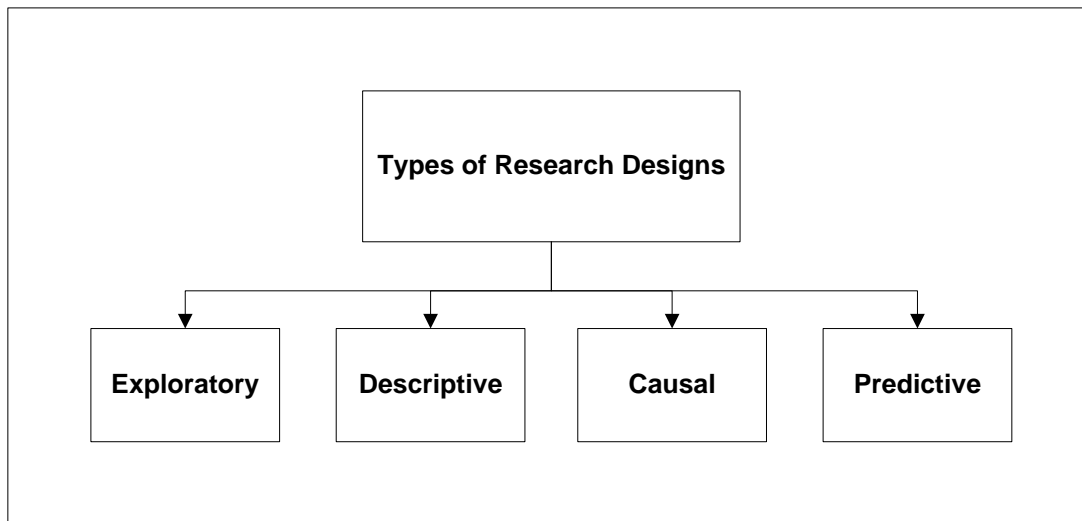 Types of Research Designs
Exploratory
Descriptive
Causal
Predictive